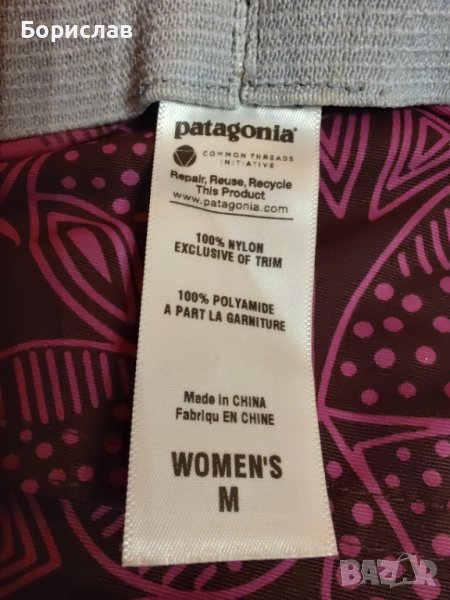 Борислав
patagonia®
COMMON THREADS
INITIATIVE
Repair, Reuse, Recycle
This Product
www.patagonia.com
100% NYLON
EXCLUSIVE OF TRIM
100% POLYAMIDE
À PART LA GARNITURE
Made in CHINA
Fabriqu EN CHINE
WOMEN'S
M
BAZAR